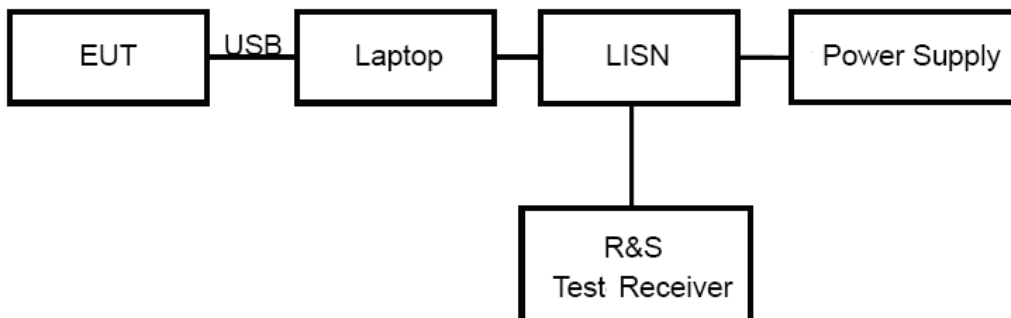 EUT
USB
Laptop
LISN
Power Supply
R&S
Test Receiver